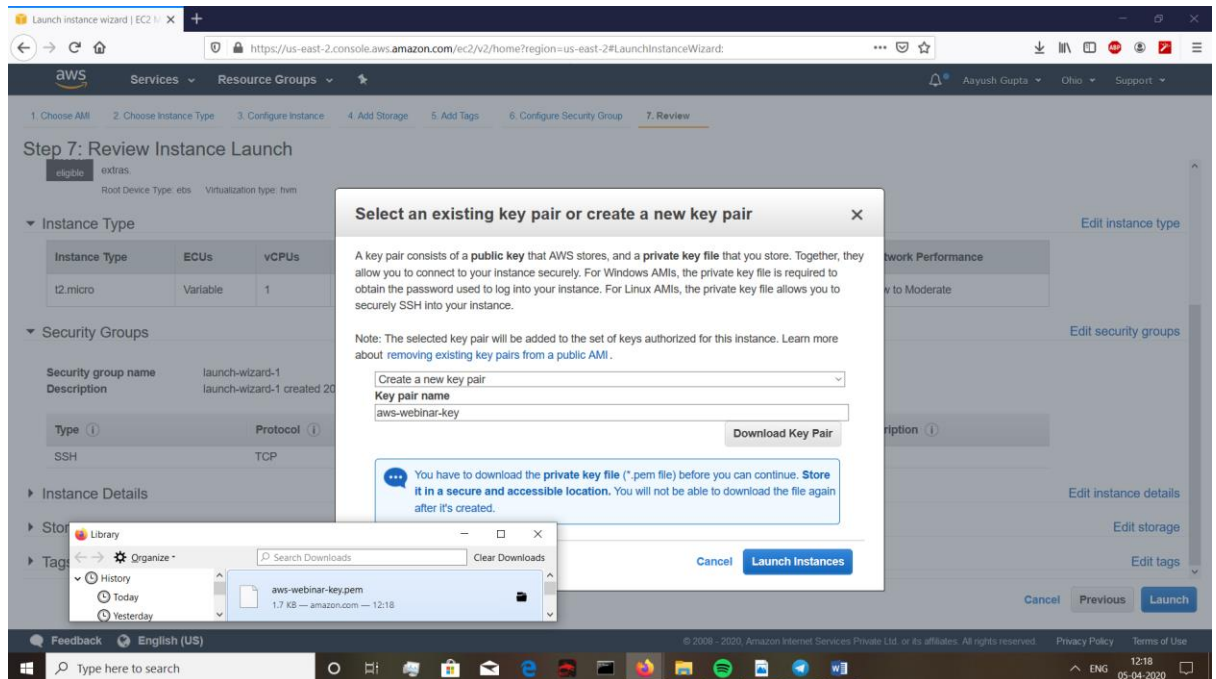 Launch instance wizard | EC2 M
https://us-east-2.console.aws.amazon.com/ec2/v2/home?region=us-east-2#LaunchInstanceWizard:
aws Services Resource Groups Aayush Gupta Ohio Support
1. Choose AMI 2. Choose Instance Type 3. Configure Instance 4. Add Storage 5. Add Tags 6. Configure Security Group 7. Review
Step 7: Review Instance Launch
eligible extras.
Root Device Type: ebs Virtualization type: hvm
Instance Type Edit instance type
Instance Type ECUs vCPUs twork Performance
t2.micro Variable 1 w to Moderate
Security Groups Edit security groups
Security group name launch-wizard-1
Description launch-wizard-1 created 20
Type Protocol ription
SSH TCP
Instance Details Edit instance details
Stor Edit storage
Tags Edit tags
Select an existing key pair or create a new key pair
A key pair consists of a public key that AWS stores, and a private key file that you store. Together, they
allow you to connect to your instance securely. For Windows AMIs, the private key file is required to
obtain the password used to log into your instance. For Linux AMIs, the private key file allows you to
securely SSH into your instance.
Note: The selected key pair will be added to the set of keys authorized for this instance. Learn more
about removing existing key pairs from a public AMI.
Create a new key pair
Key pair name
aws-webinar-key
Download Key Pair
You have to download the private key file (*.pem file) before you can continue. Store
it in a secure and accessible location. You will not be able to download the file again
after it's created.
Cancel Launch Instances
Library
Organize Search Downloads Clear Downloads
History
Today
Yesterday
aws-webinar-key.pem
1.7 KB — amazon.com — 12:18
Cancel Previous Launch
Feedback English (US) © 2008 - 2020, Amazon Internet Services Private Ltd. or its affiliates. All rights reserved. Privacy Policy Terms of Use
Type here to search ENG 12:18
05-04-2020